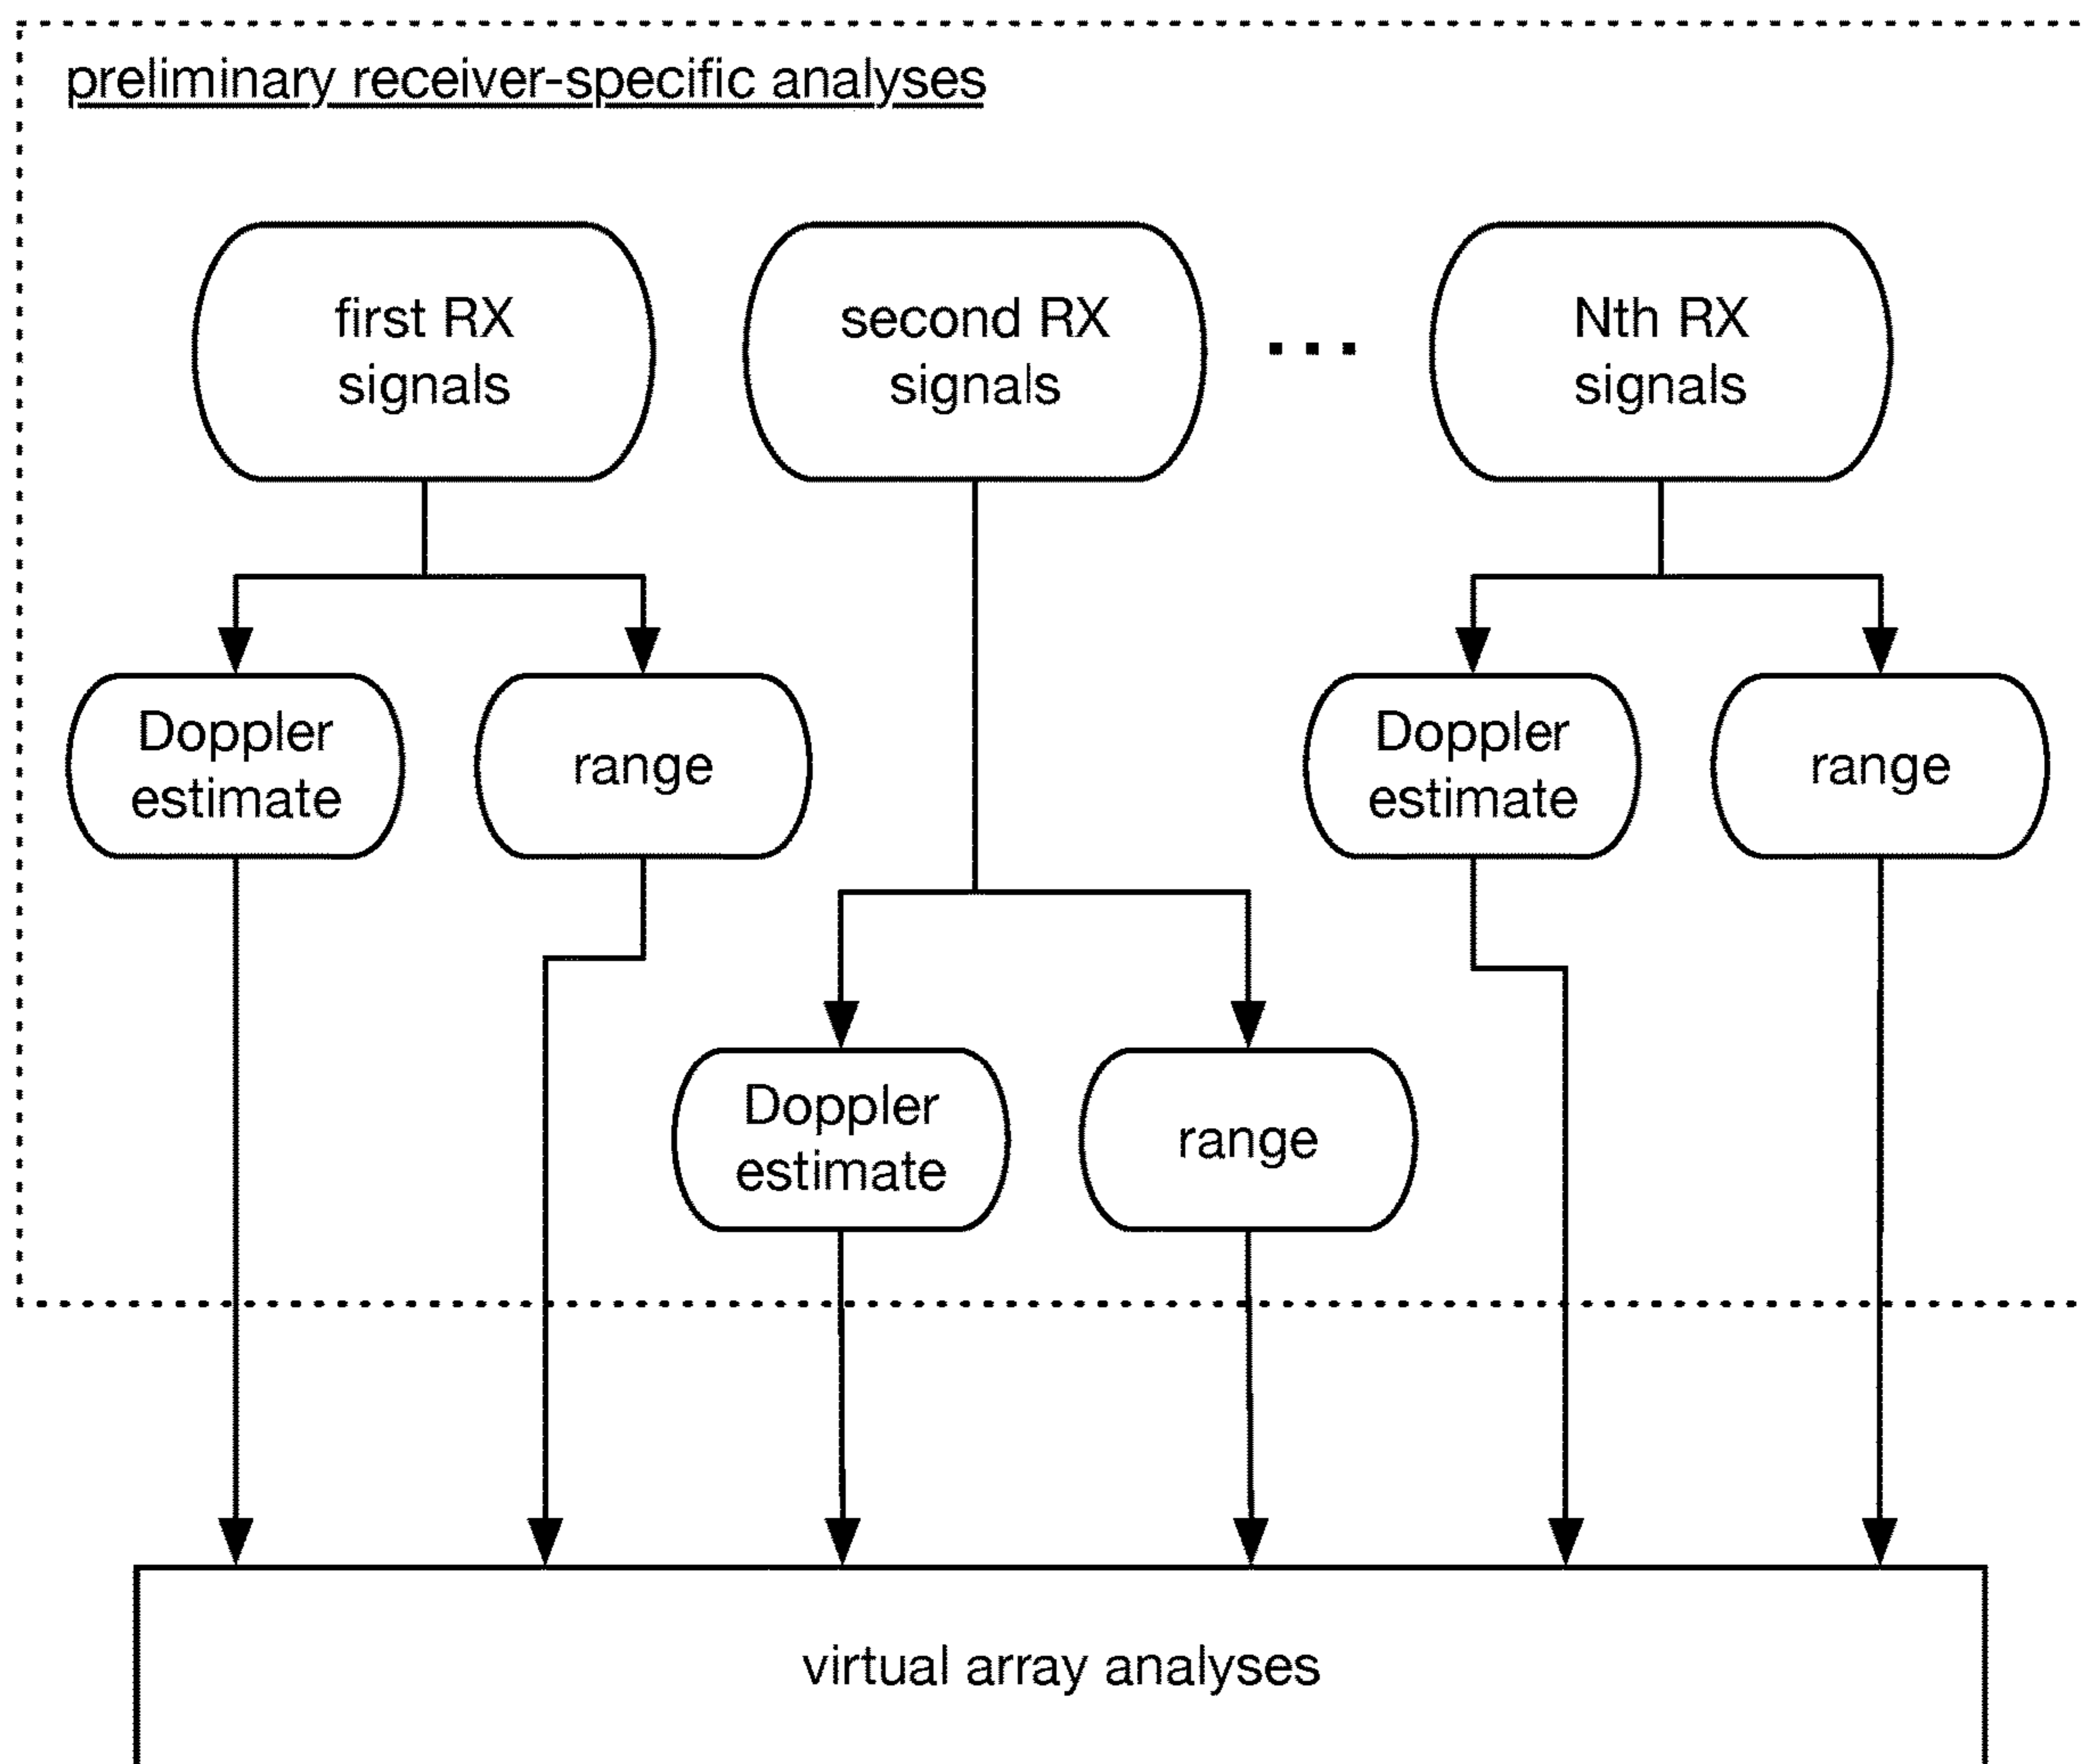 preliminary receiver-specific analyses
first RX
signals
second RX
signals
...
Nth RX
signals
Doppler
estimate
range
Doppler
estimate
range
Doppler
estimate
range
virtual array analyses